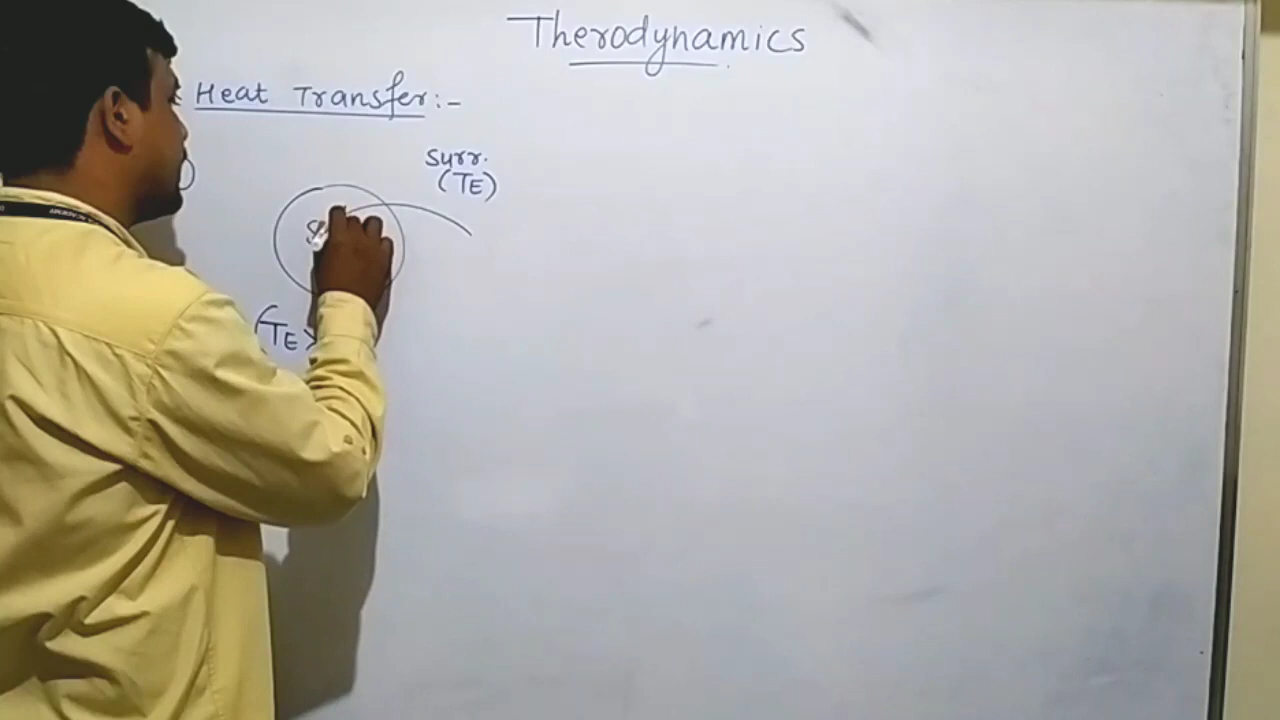 Therodynamics
Heat Transfer:-
Surr.
(TE)
S
(TE >